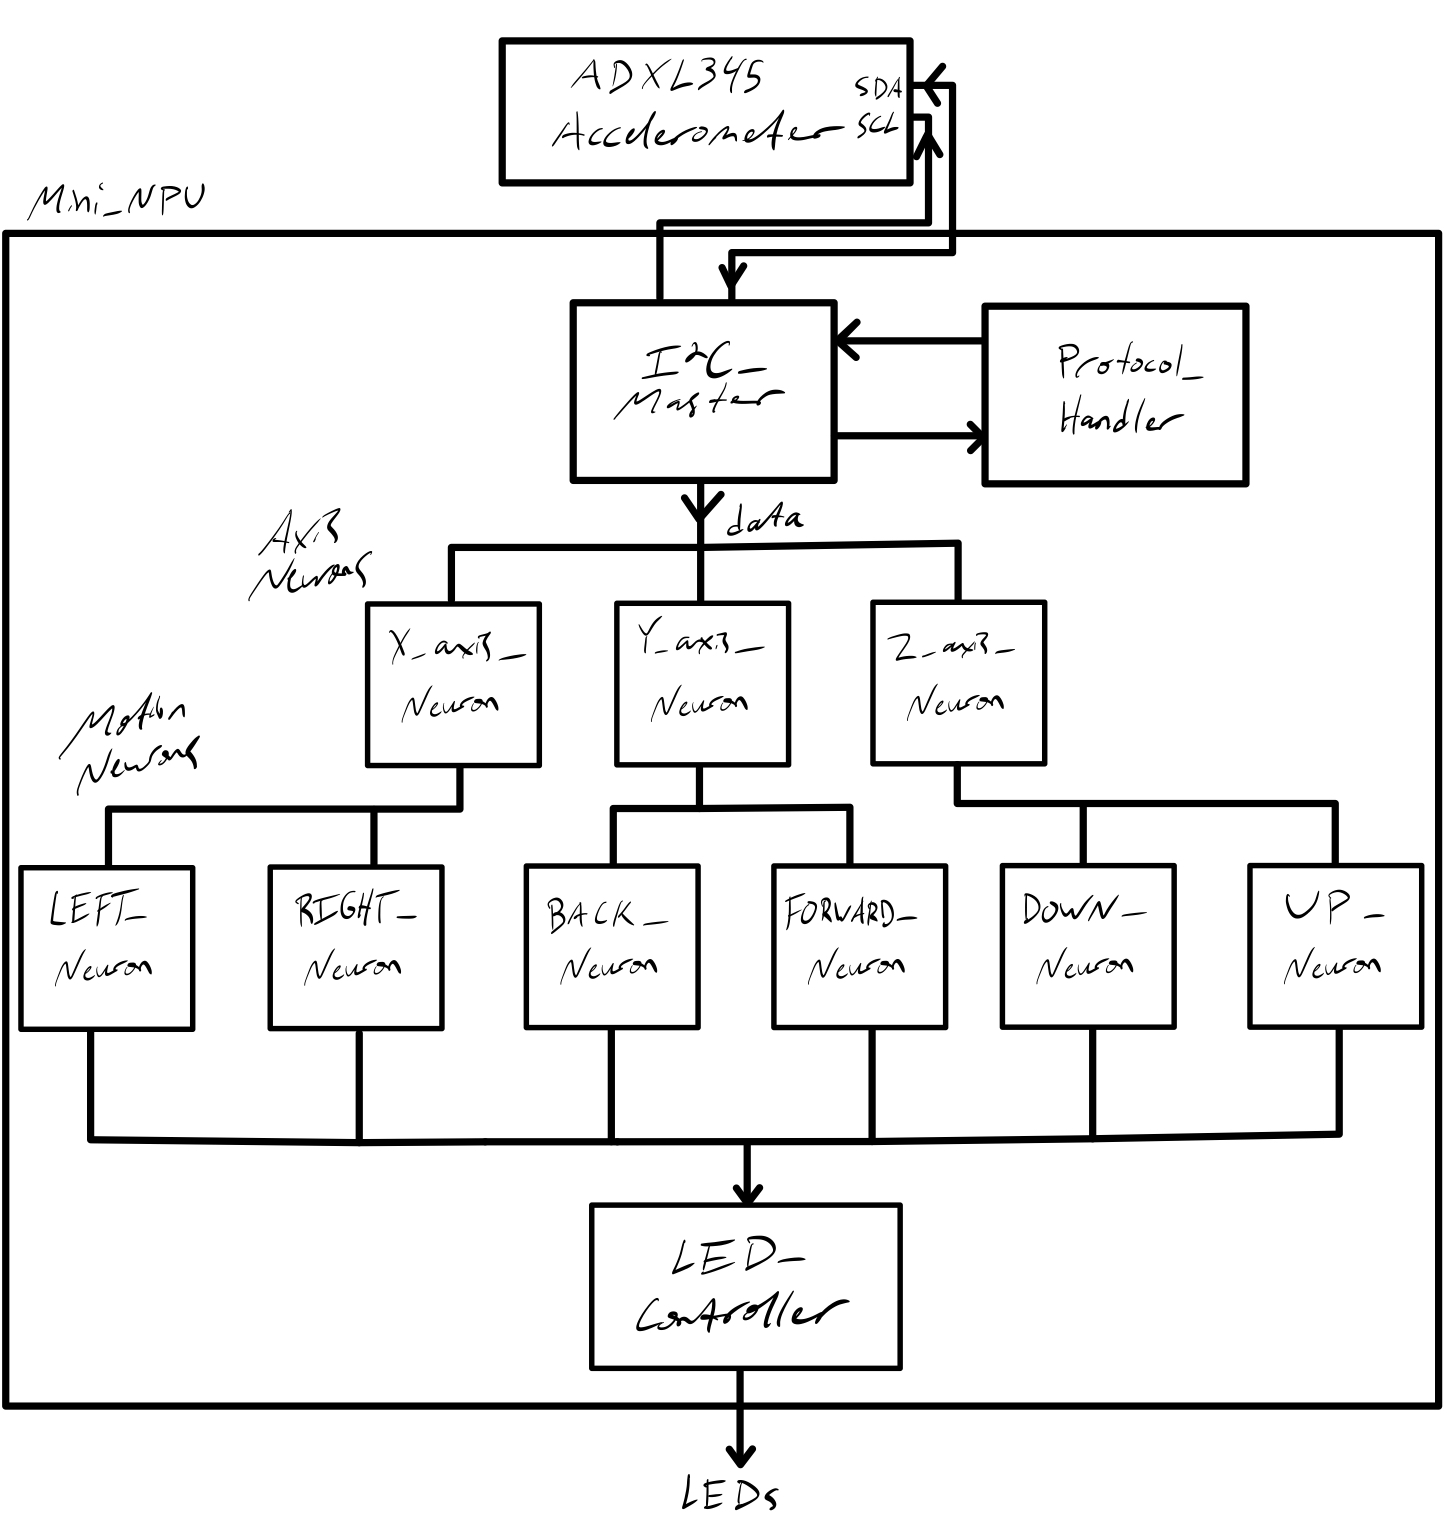 ADXL345
SDA
Accelerometer
SCL
Mini_NPU
I²C_
Master
Protocol_
Handler
data
Axis
Neurons
X_axis_
Neuron
Y_axis_
Neuron
Z_axis_
Neuron
Motion
Neurons
LEFT_
Neuron
RIGHT_
Neuron
BACK_
Neuron
FORWARD_
Neuron
DOWN_
Neuron
UP_
Neuron
LED_
Controller
LEDs